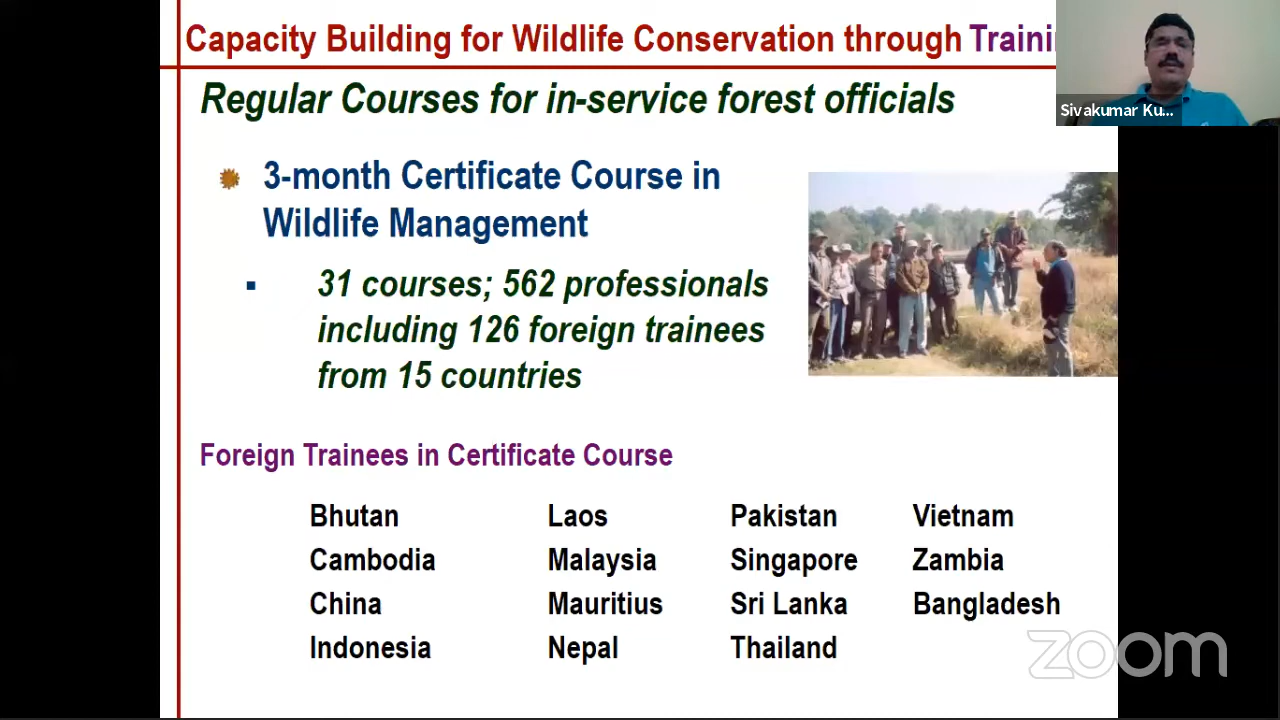 Capacity Building for Wildlife Conservation through Traini
Sivakumar Ku...
Regular Courses for in-service forest officials
3-month Certificate Course in
Wildlife Management
31 courses; 562 professionals
including 126 foreign trainees
from 15 countries
Foreign Trainees in Certificate Course
Bhutan Laos Pakistan Vietnam
Cambodia Malaysia Singapore Zambia
China Mauritius Sri Lanka Bangladesh
Indonesia Nepal Thailand
zoom